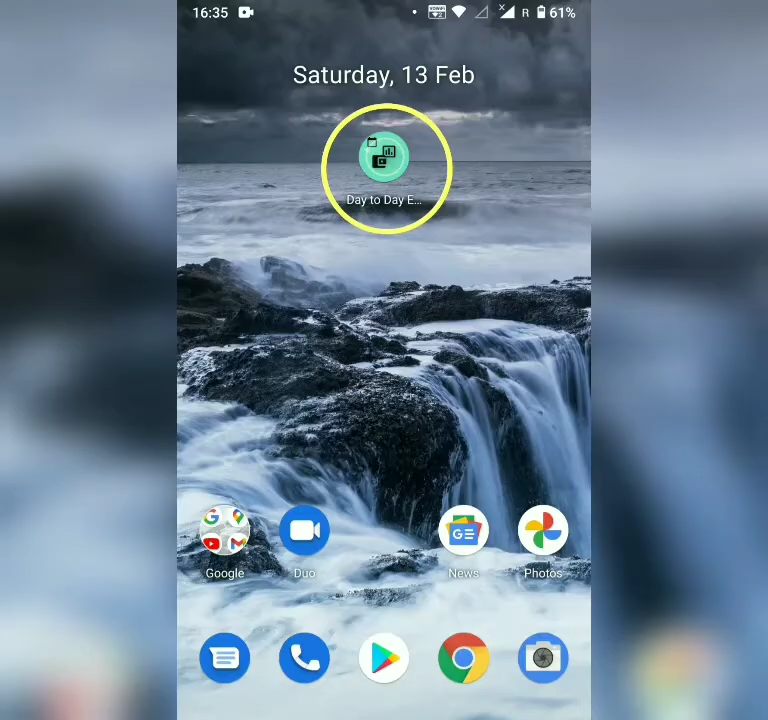 16:35
R
61%
Saturday, 13 Feb
Day to Day E...
Google
Duo
News
Photos